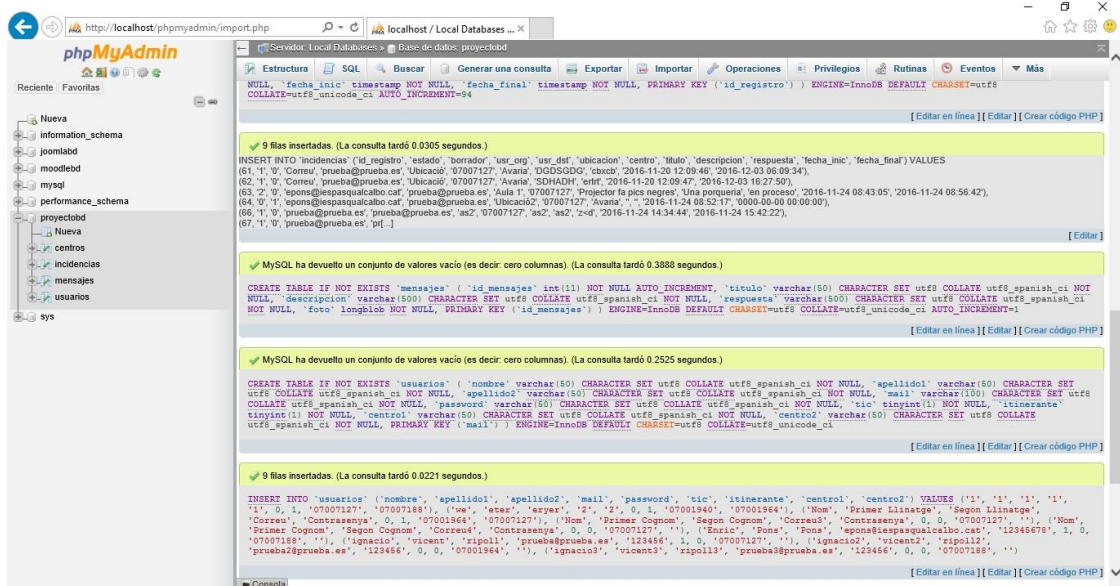 http://localhost/phpmyadmin/import.php
localhost / Local Databases ...
phpMyAdmin
Reciente Favoritas
Nueva
information_schema
joomlabd
moodlebd
mysql
performance_schema
proyectobd
Nueva
centros
incidencias
mensajes
usuarios
sys
Servidor: Local Databases » Base de datos: proyectobd
Estructura SQL Buscar Generar una consulta Exportar Importar Operaciones Privilegios Rutinas Eventos Más
NULL, `fecha_inic` timestamp NOT NULL, `fecha_final` timestamp NOT NULL, PRIMARY KEY (`id_registro`) ) ENGINE=InnoDB DEFAULT CHARSET=utf8
COLLATE=utf8_unicode_ci AUTO_INCREMENT=94
[ Editar en línea ] [ Editar ] [ Crear código PHP ]
9 filas insertadas. (La consulta tardó 0.0305 segundos.)
INSERT INTO `incidencias` (`id_registro`, `estado`, `borrador`, `usr_org`, `usr_dst`, `ubicacion`, `centro`, `titulo`, `descripcion`, `respuesta`, `fecha_inic`, `fecha_final`) VALUES
(61, '1', '0', 'Correu', 'prueba@prueba.es', 'Ubicació', '07007127', 'Avaria', 'DGDSGDG', 'cbxcb', '2016-11-20 12:09:46', '2016-12-03 06:09:34'),
(62, '1', '0', 'Correu', 'prueba@prueba.es', 'Ubicació', '07007127', 'Avaria', 'SDHADH', 'erbtf', '2016-11-20 12:09:47', '2016-12-03 16:27:50'),
(63, '2', '0', 'epons@iespasqualcalbo.cat', 'prueba@prueba.es', 'Aula 1', '07007127', 'Projector fa pics negres', 'Una porqueria', 'en proceso', '2016-11-24 08:43:05', '2016-11-24 08:56:42'),
(64, '0', '1', 'epons@iespasqualcalbo.cat', 'prueba@prueba.es', 'Ubicació2', '07007127', 'Avaria', '', '', '2016-11-24 08:52:17', '0000-00-00 00:00:00'),
(66, '1', '0', 'prueba@prueba.es', 'prueba@prueba.es', 'as2', '07007127', 'as2', 'as2', 'z<d', '2016-11-24 14:34:44', '2016-11-24 15:42:22'),
(67, '1', '0', 'prueba@prueba.es', 'pr[...]
[ Editar ]
MySQL ha devuelto un conjunto de valores vacío (es decir: cero columnas). (La consulta tardó 0.3888 segundos.)
CREATE TABLE IF NOT EXISTS `mensajes` ( `id_mensajes` int(11) NOT NULL AUTO_INCREMENT, `titulo` varchar(50) CHARACTER SET utf8 COLLATE utf8_spanish_ci NOT
NULL, `descripcion` varchar(500) CHARACTER SET utf8 COLLATE utf8_spanish_ci NOT NULL, `respuesta` varchar(500) CHARACTER SET utf8 COLLATE utf8_spanish_ci
NOT NULL, `foto` longblob NOT NULL, PRIMARY KEY (`id_mensajes`) ) ENGINE=InnoDB DEFAULT CHARSET=utf8 COLLATE=utf8_unicode_ci AUTO_INCREMENT=1
[ Editar en línea ] [ Editar ] [ Crear código PHP ]
MySQL ha devuelto un conjunto de valores vacío (es decir: cero columnas). (La consulta tardó 0.2525 segundos.)
CREATE TABLE IF NOT EXISTS `usuarios` ( `nombre` varchar(50) CHARACTER SET utf8 COLLATE utf8_spanish_ci NOT NULL, `apellido1` varchar(50) CHARACTER SET
utf8 COLLATE utf8_spanish_ci NOT NULL, `apellido2` varchar(50) CHARACTER SET utf8 COLLATE utf8_spanish_ci NOT NULL, `mail` varchar(100) CHARACTER SET utf8
COLLATE utf8_spanish_ci NOT NULL, `password` varchar(50) CHARACTER SET utf8 COLLATE utf8_spanish_ci NOT NULL, `tic` tinyint(1) NOT NULL, `itinerante`
tinyint(1) NOT NULL, `centro1` varchar(50) CHARACTER SET utf8 COLLATE utf8_spanish_ci NOT NULL, `centro2` varchar(50) CHARACTER SET utf8 COLLATE
utf8_spanish_ci NOT NULL, PRIMARY KEY (`mail`) ) ENGINE=InnoDB DEFAULT CHARSET=utf8 COLLATE=utf8_unicode_ci
[ Editar en línea ] [ Editar ] [ Crear código PHP ]
9 filas insertadas. (La consulta tardó 0.0221 segundos.)
INSERT INTO `usuarios` (`nombre`, `apellido1`, `apellido2`, `mail`, `password`, `tic`, `itinerante`, `centro1`, `centro2`) VALUES ('1', '1', '1', '1',
'1', 0, 1, '07007127', '07007188'), ('we', 'eter', 'eryer', '2', '2', 0, 1, '07001940', '07001964'), ('Nom', 'Primer Llinatge', 'Segon Llinatge',
'Correu', 'Contrasenya', 0, 1, '07001964', '07007127'), ('Nom', 'Primer Cognom', 'Segon Cognom', 'Correu3', 'Contrasenya', 0, 0, '07007127', ''), ('Nom',
'Primer Cognom', 'Segon Cognom', 'Correu4', 'Contrasenya', 0, 0, '07007127', ''), ('Enric', 'Pons', 'Pons', 'epons@iespasqualcalbo.cat', '12345678', 1, 0,
'07007188', ''), ('ignacio', 'vicent', 'ripoll', 'prueba@prueba.es', '123456', 1, 0, '07007127', ''), ('ignacio2', 'vicent2', 'ripoll2',
'prueba2@prueba.es', '123456', 0, 0, '07001964', ''), ('ignacio3', 'vicent3', 'ripoll3', 'prueba3@prueba.es', '123456', 0, 0, '07007188', '')
[ Editar en línea ] [ Editar ] [ Crear código PHP ]
Consola